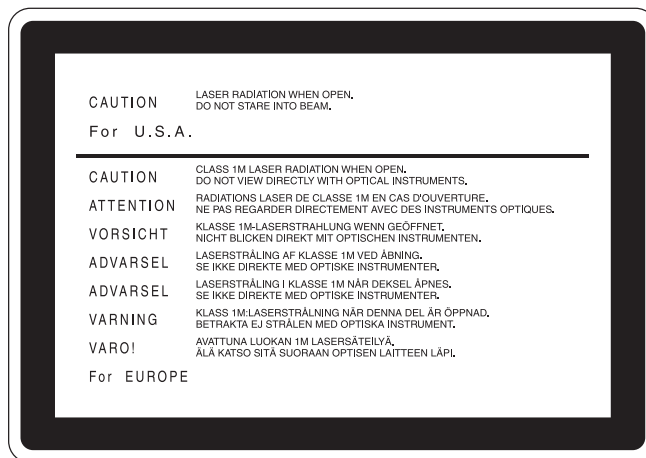 CAUTION LASER RADIATION WHEN OPEN.
DO NOT STARE INTO BEAM.
For U.S.A.
CAUTION CLASS 1M LASER RADIATION WHEN OPEN.
DO NOT VIEW DIRECTLY WITH OPTICAL INSTRUMENTS.
ATTENTION RADIATIONS LASER DE CLASSE 1M EN CAS D'OUVERTURE.
NE PAS REGARDER DIRECTEMENT AVEC DES INSTRUMENTS OPTIQUES.
VORSICHT KLASSE 1M-LASERSTRAHLUNG WENN GEÖFFNET.
NICHT BLICKEN DIREKT MIT OPTISCHEN INSTRUMENTEN.
ADVARSEL LASERSTRÅLING AF KLASSE 1M VED ÅBNING.
SE IKKE DIREKTE MED OPTISKE INSTRUMENTER.
ADVARSEL LASERSTRÅLING I KLASSE 1M NÅR DEKSEL ÅPNES.
SE IKKE DIREKTE MED OPTISKE INSTRUMENTER.
VARNING KLASS 1M:LASERSTRÅLNING NÄR DENNA DEL ÄR ÖPPNAD.
BETRAKTA EJ STRÅLEN MED OPTISKA INSTRUMENT.
VARO! AVATTUNA LUOKAN 1M LASERSÄTEILYÄ.
ÄLÄ KATSO SITÄ SUORAAN OPTISEN LAITTEEN LÄPI.
For EUROPE